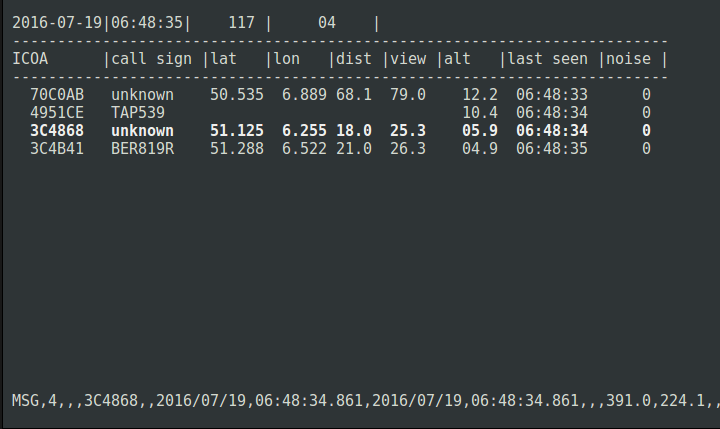 2016-07-19|06:48:35|    117 |     04    |
-------------------------------------------------------------------------
ICOA      |call sign |lat   |lon   |dist |view |alt   |last seen |noise |
-------------------------------------------------------------------------
  70C0AB   unknown    50.535  6.889 68.1  79.0    12.2  06:48:33      0
  4951CE   TAP539                                 10.4  06:48:34      0
  3C4868   unknown    51.125  6.255 18.0  25.3    05.9  06:48:34      0
  3C4B41   BER819R    51.288  6.522 21.0  26.3    04.9  06:48:35      0
MSG,4,,,3C4868,,2016/07/19,06:48:34.861,2016/07/19,06:48:34.861,,,391.0,224.1,,